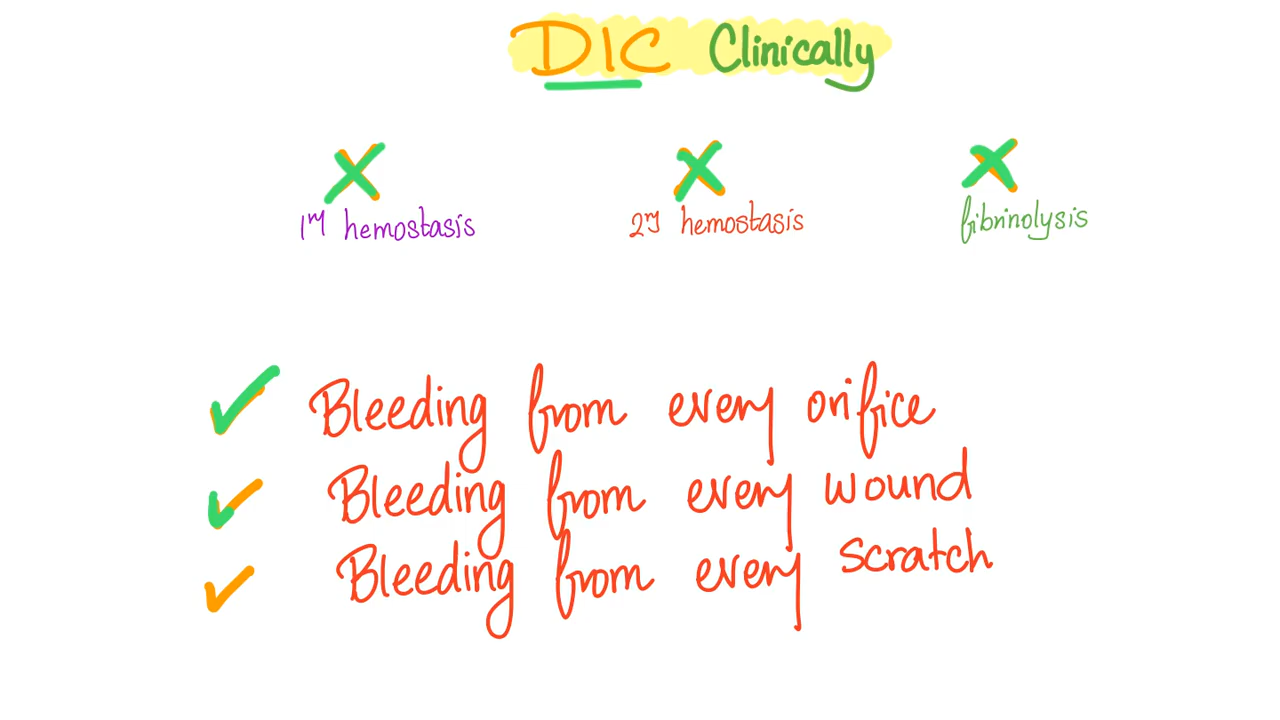 DIC Clinically
1ry hemostasis 2ry hemostasis fibrinolysis
Bleeding from every orifice
Bleeding from every wound
Bleeding from every scratch